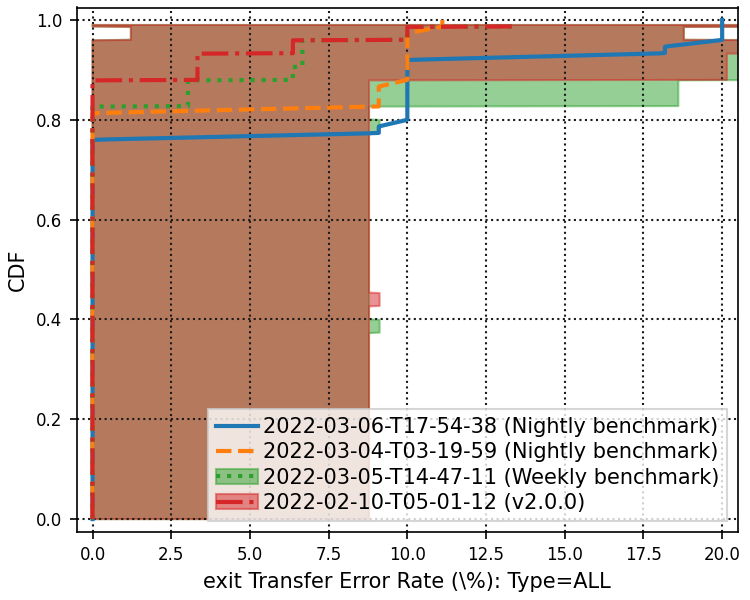 1.0
0.8
0.6
0.4
0.2
0.0
CDF
2022-03-06-T17-54-38 (Nightly benchmark)
2022-03-04-T03-19-59 (Nightly benchmark)
2022-03-05-T14-47-11 (Weekly benchmark)
2022-02-10-T05-01-12 (v2.0.0)
0.0 2.5 5.0 7.5 10.0 12.5 15.0 17.5 20.0
exit Transfer Error Rate (\%): Type=ALL